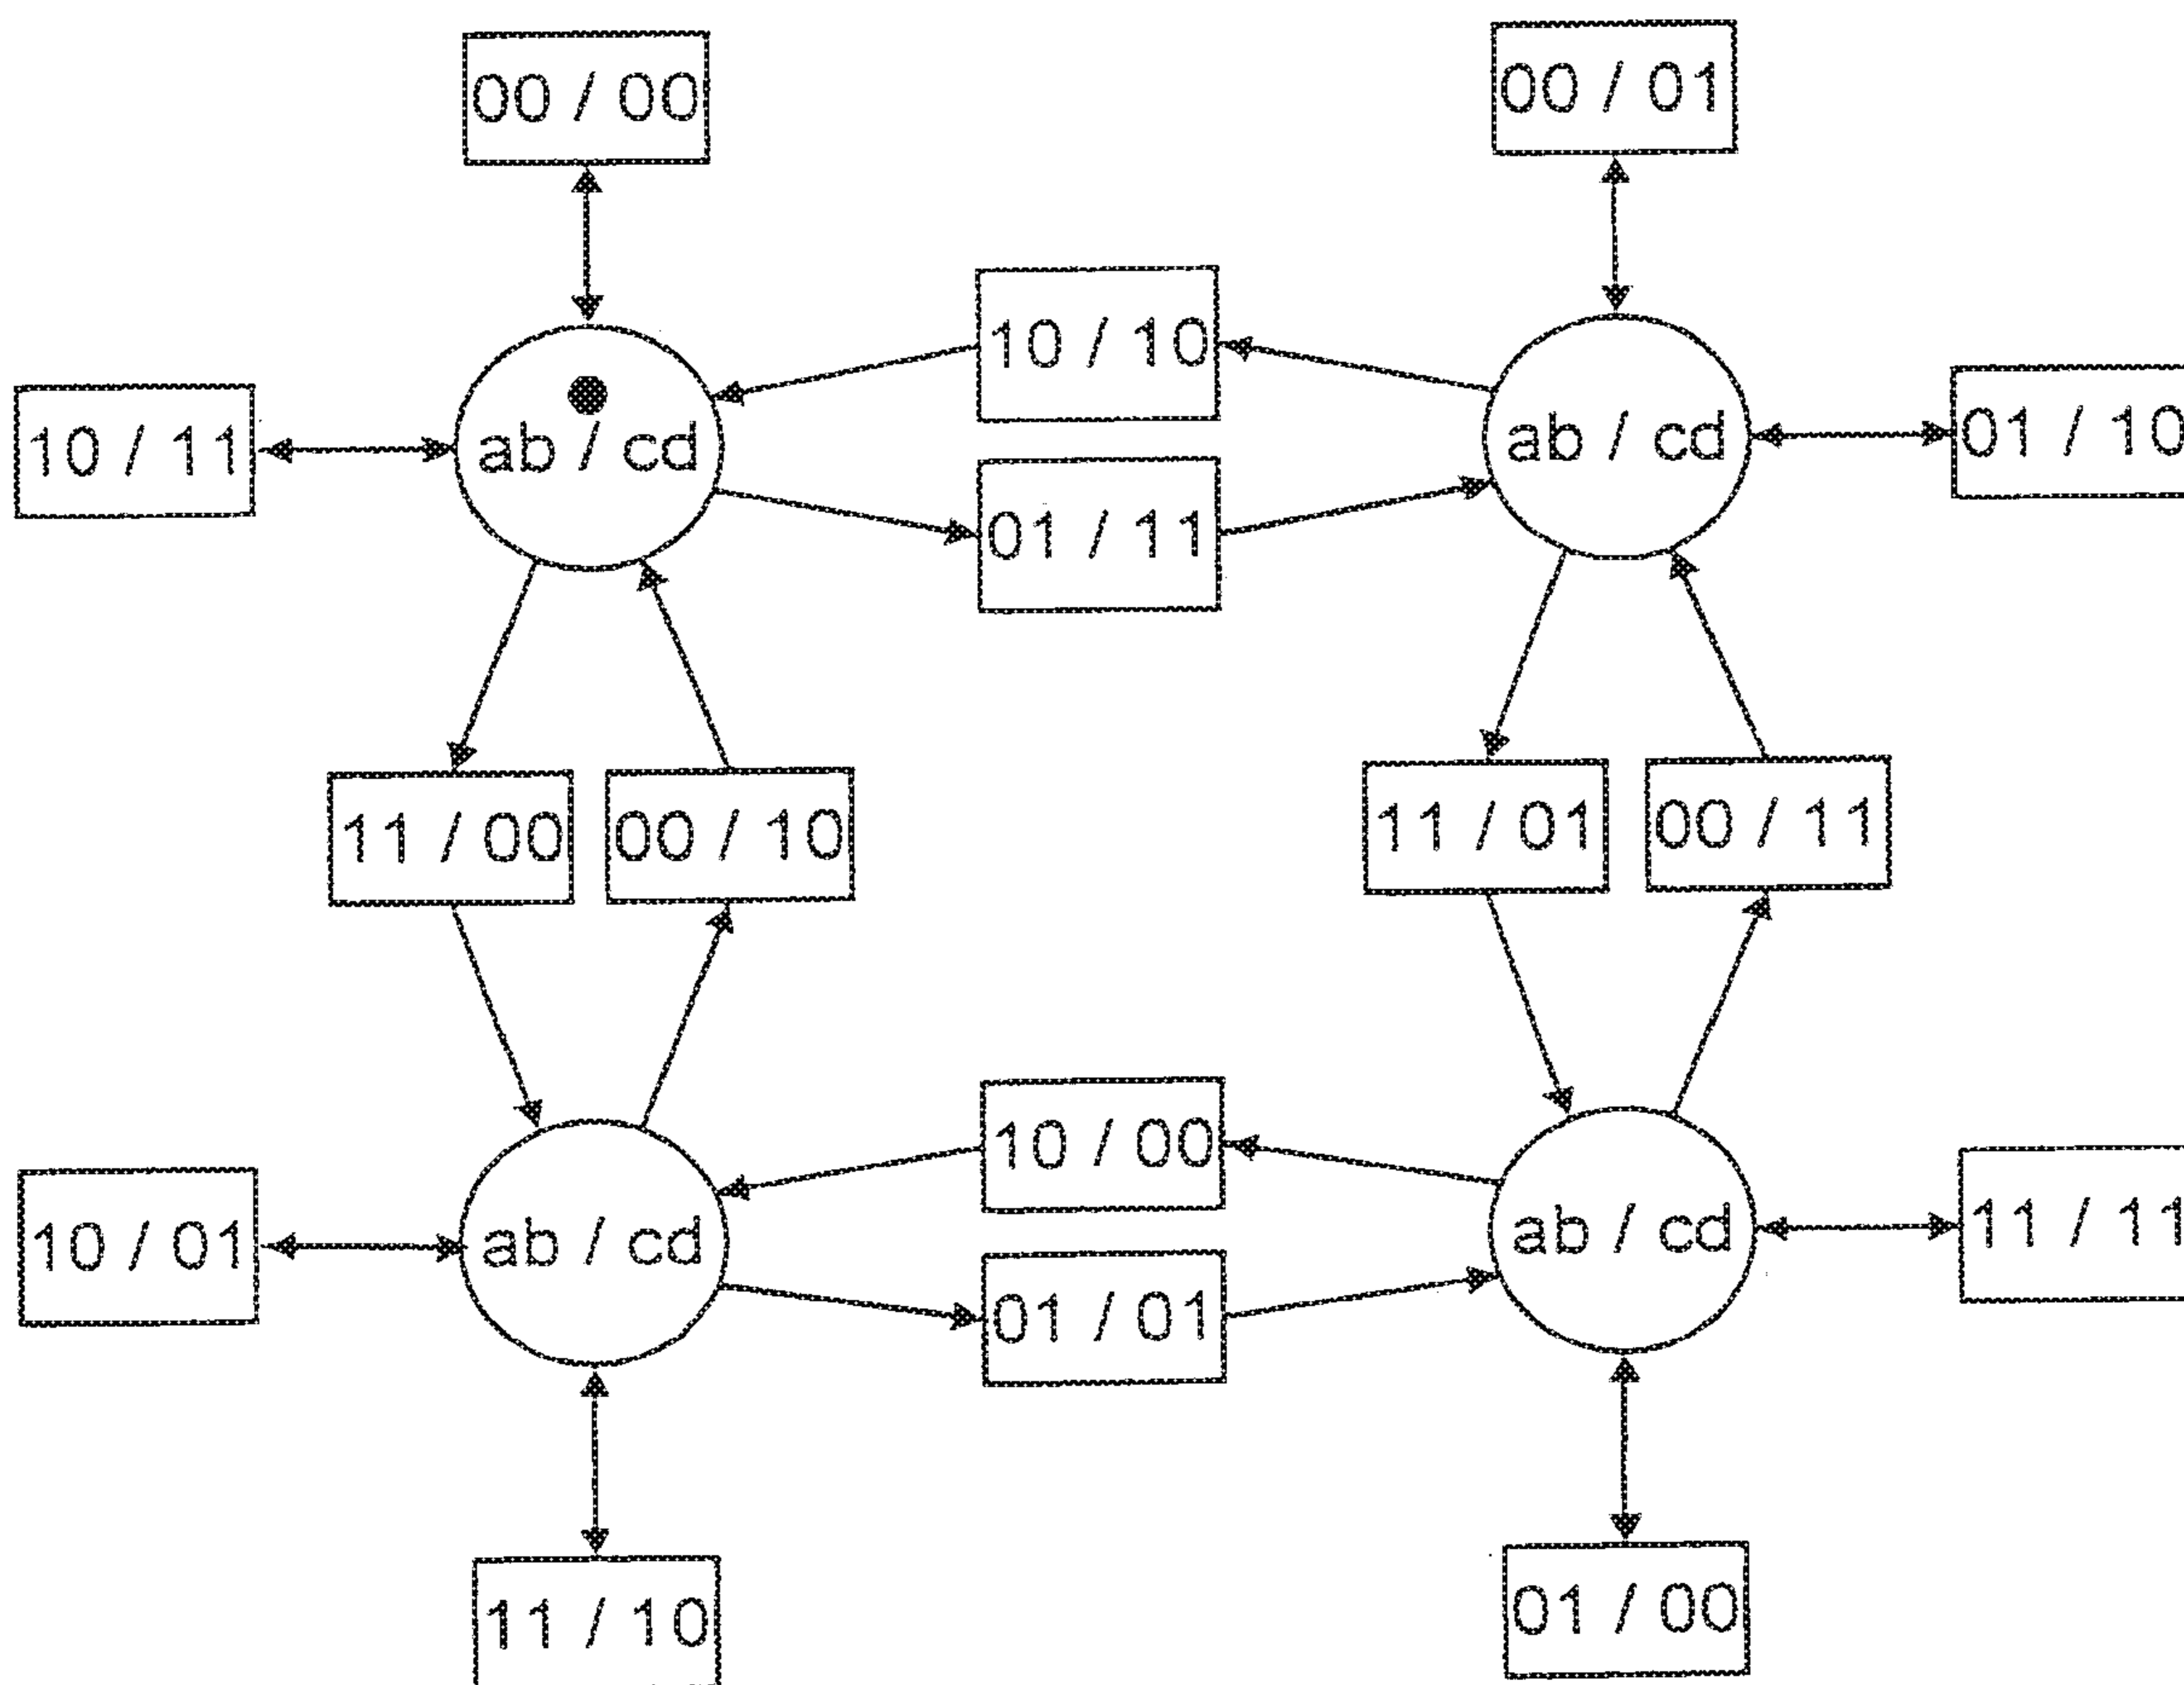 00 / 00
00 / 01
10 / 10
10 / 11
ab / cd
ab / cd
01 / 10
01 / 11
11 / 00
00 / 10
11 / 01
00 / 11
10 / 00
10 / 01
ab / cd
ab / cd
11 / 11
01 / 01
11 / 10
01 / 00